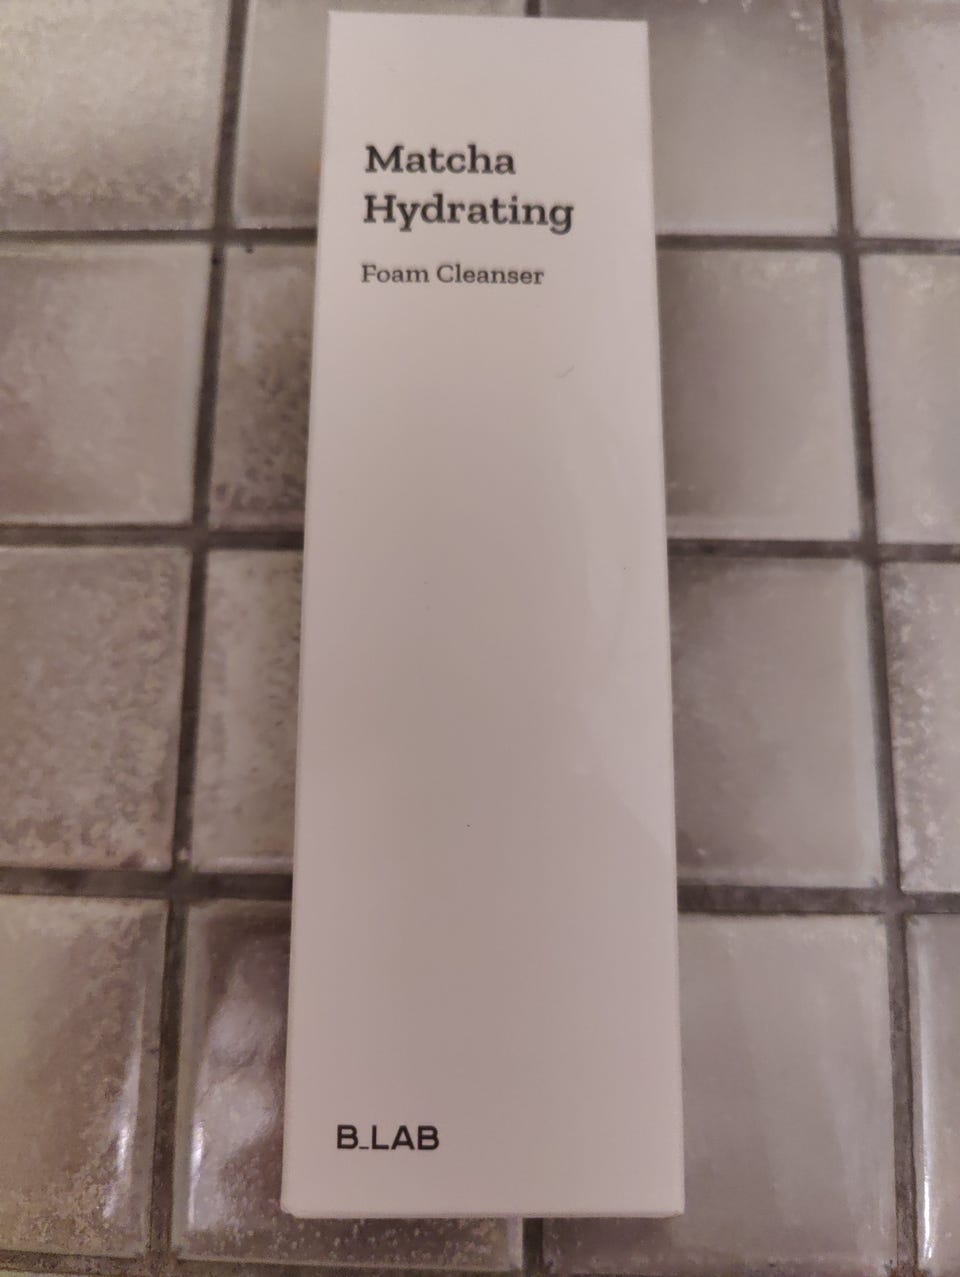 Matcha
Hydrating
Foam Cleanser
B_LAB